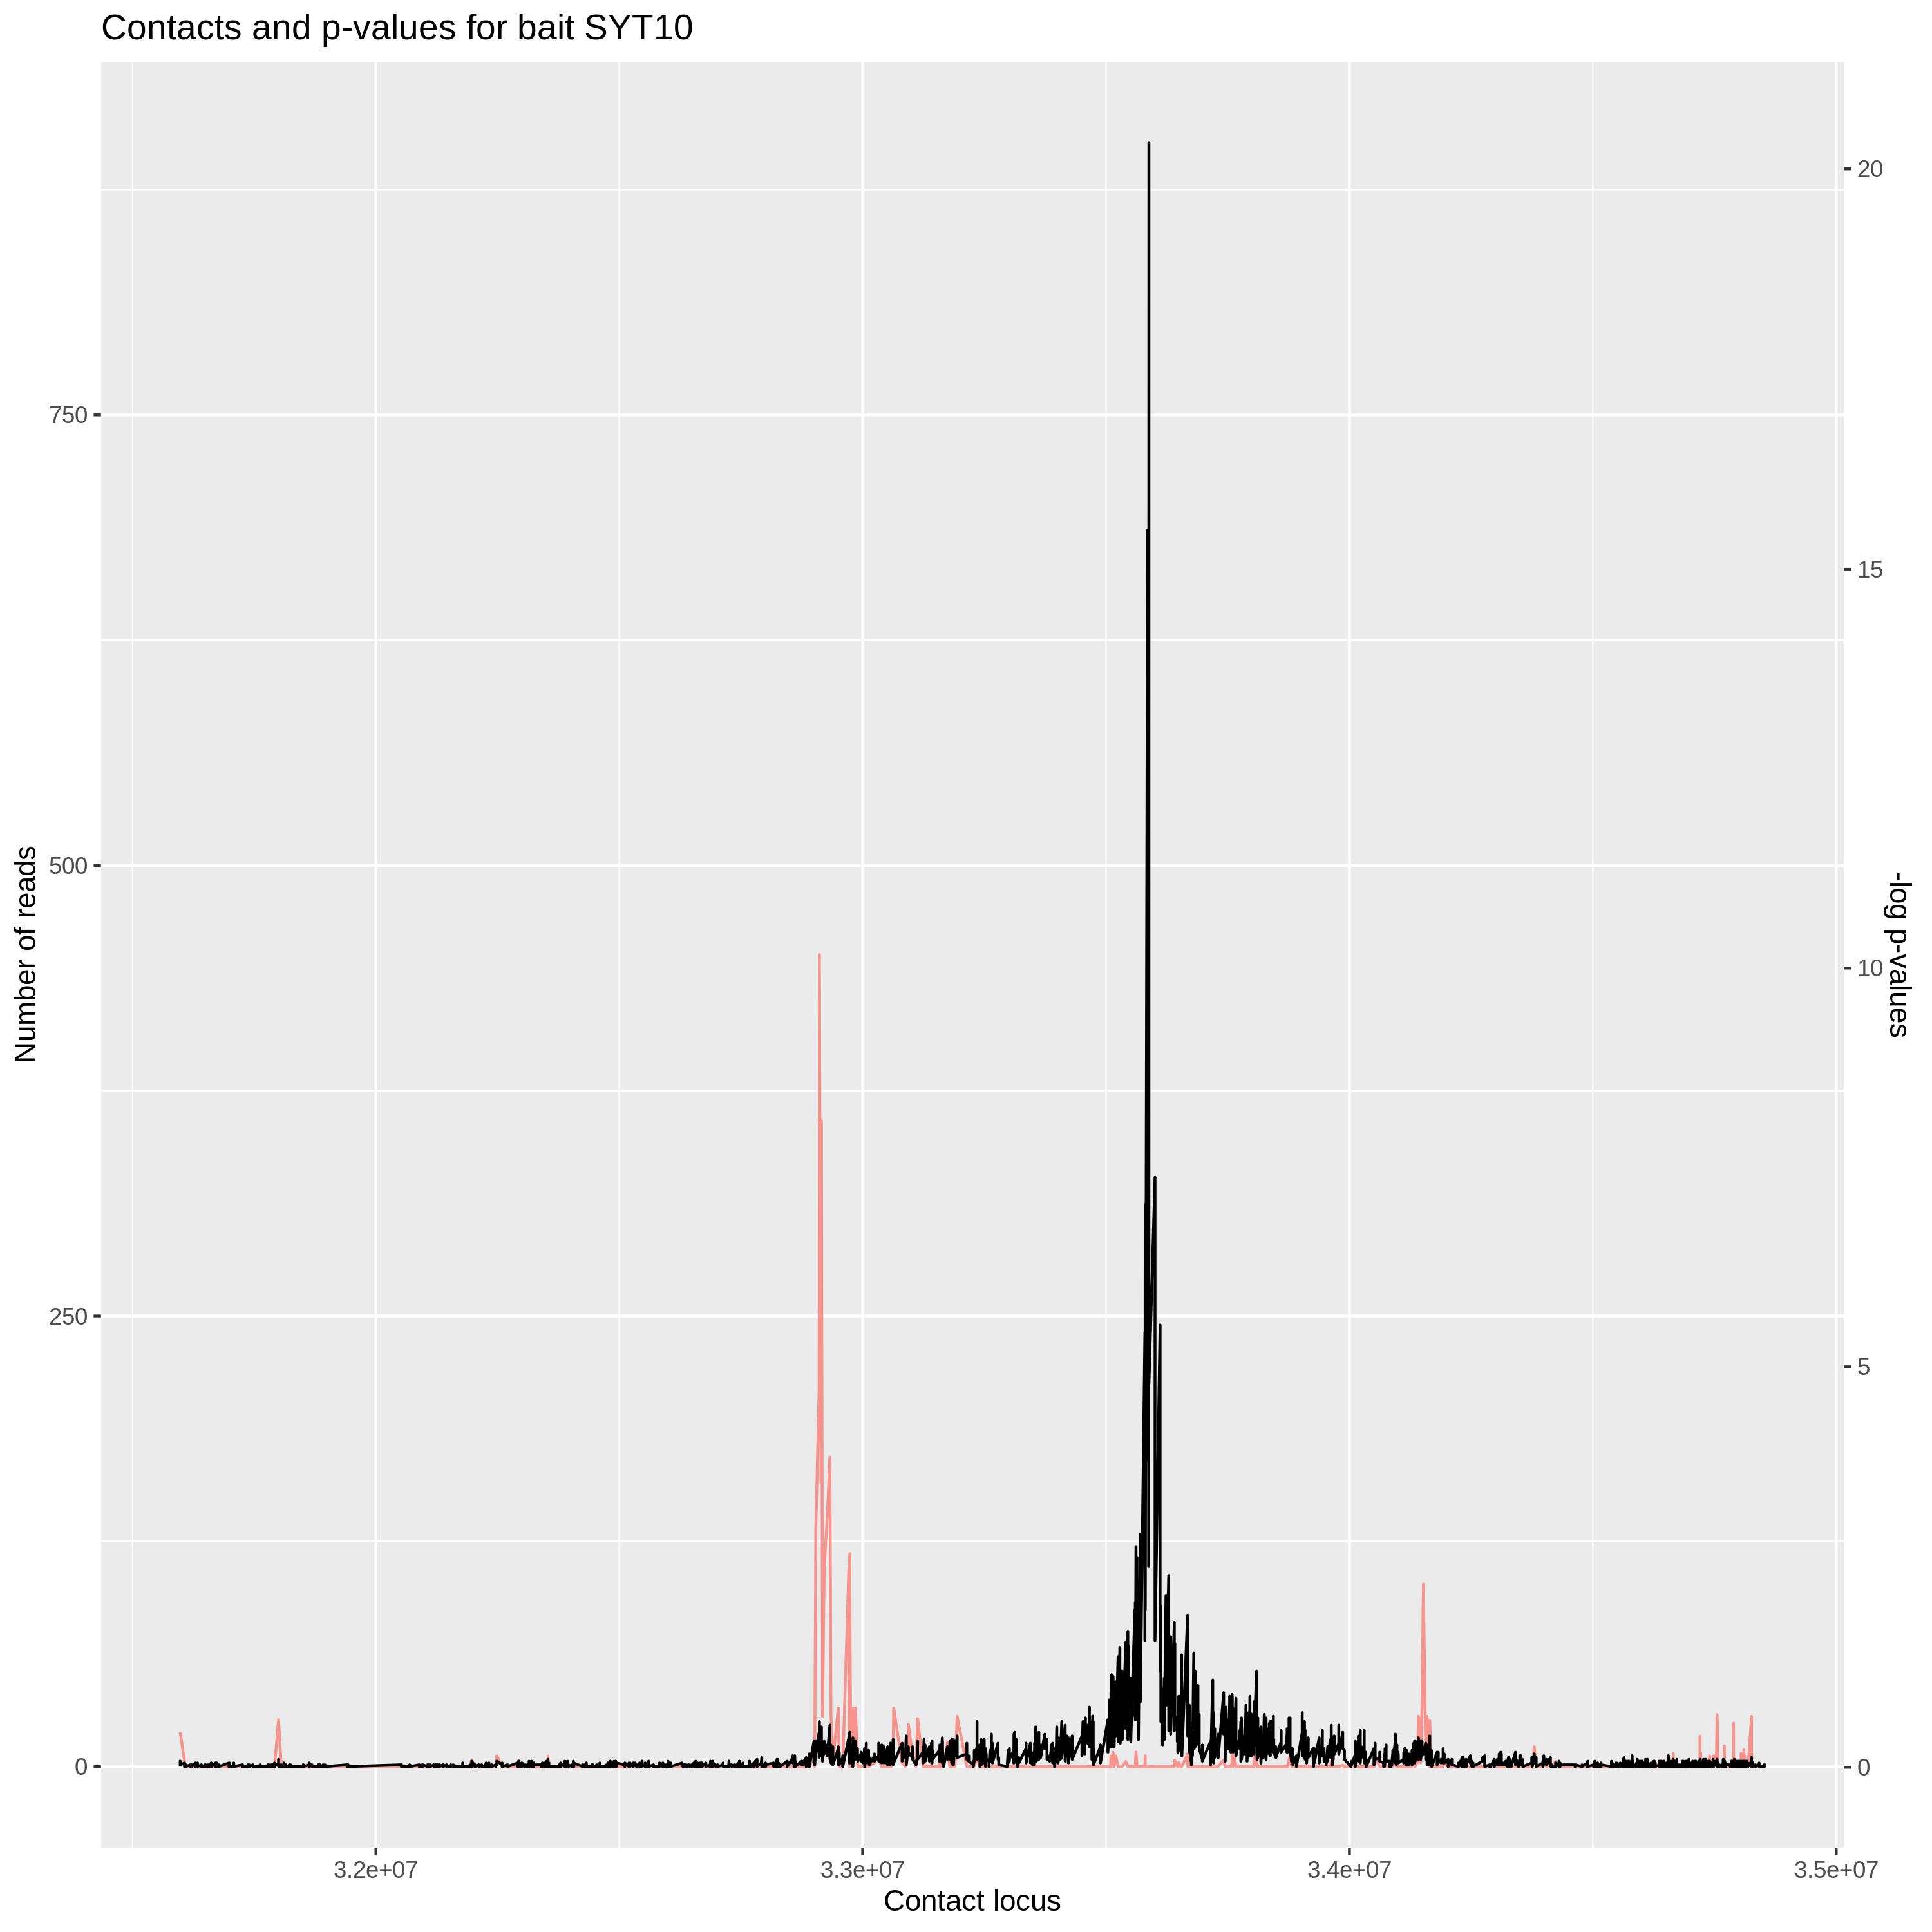 Contacts and p-values for bait SYT10
Number of reads
750
500
250
0
20
15
10
5
0
-log p-values
3.2e+07
3.3e+07
3.4e+07
3.5e+07
Contact locus